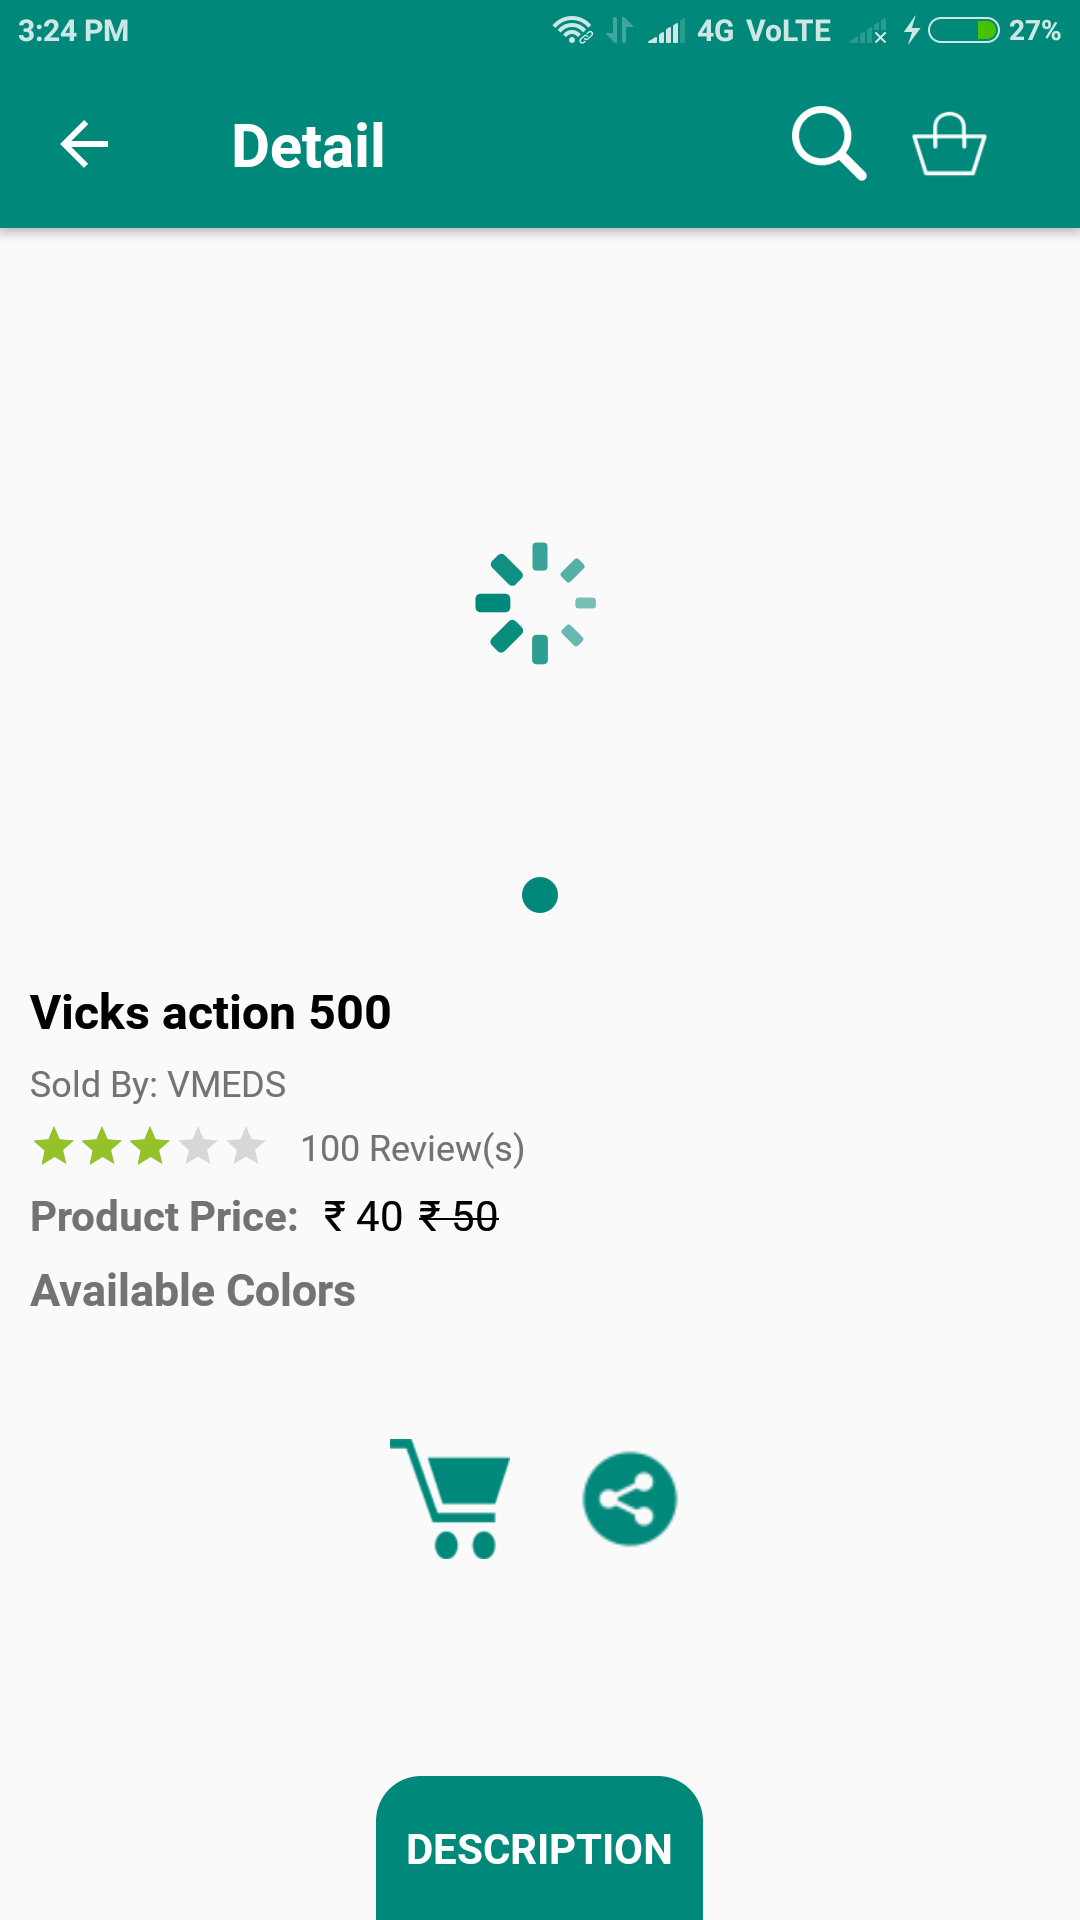 3:24 PM 4G VoLTE 27%
Detail
Vicks action 500
Sold By: VMEDS
100 Review(s)
Product Price: ₹ 40 ₹ 50
Available Colors
DESCRIPTION